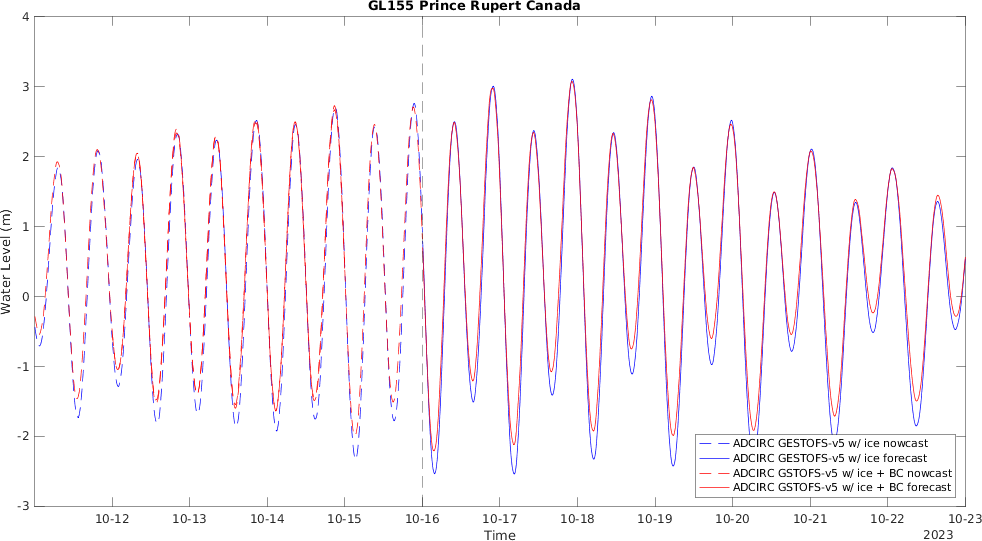 GL155 Prince Rupert Canada
4
3
2
1
0
-1
-2
-3
Water Level (m)
ADCIRC GESTOFS-v5 w/ ice nowcast
ADCIRC GESTOFS-v5 w/ ice forecast
ADCIRC GSTOFS-v5 w/ ice + BC nowcast
ADCIRC GSTOFS-v5 w/ ice + BC forecast
10-12 10-13 10-14 10-15 10-16 10-17 10-18 10-19 10-20 10-21 10-22 10-23
Time
2023